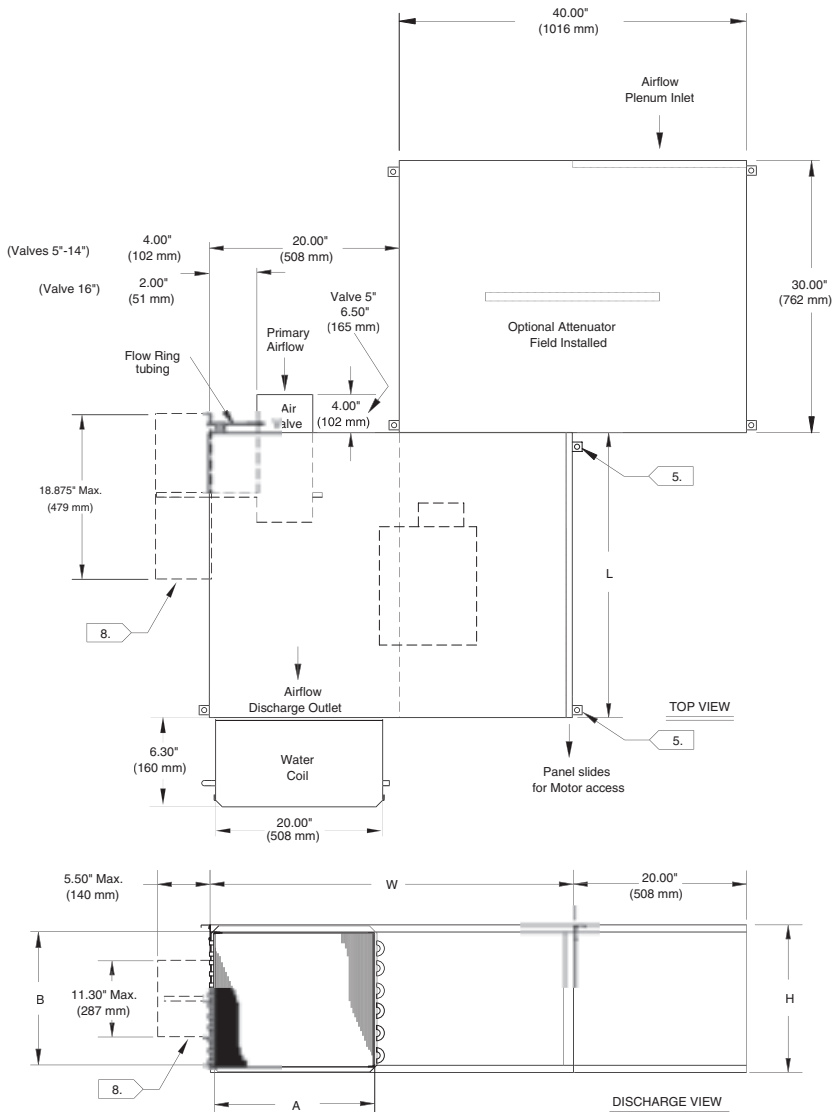 40.00"
(1016 mm)
Airflow
Plenum Inlet
(Valves 5"-14")
4.00"
(102 mm)
20.00"
(508 mm)
(Valve 16")
2.00"
(51 mm)
Valve 5"
6.50"
(165 mm)
30.00"
(762 mm)
Optional Attenuator
Field Installed
Primary
Airflow
Flow Ring
tubing
Air
Valve
4.00"
(102 mm)
18.875" Max.
(479 mm)
5.
L
8.
Airflow
Discharge Outlet
TOP VIEW
5.
6.30"
(160 mm)
Water
Coil
Panel slides
for Motor access
20.00"
(508 mm)
5.50" Max.
(140 mm)
W
20.00"
(508 mm)
B
11.30" Max.
(287 mm)
H
8.
A
DISCHARGE VIEW